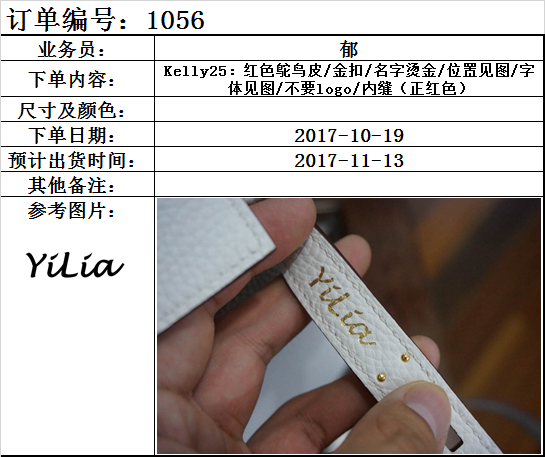 订单编号：1056
业务员： 郁
下单内容： Kelly25：红色鸵鸟皮/金扣/名字烫金/位置见图/字
体见图/不要logo/内缝（正红色）
尺寸及颜色：
下单日期： 2017-10-19
预计出货时间： 2017-11-13
其他备注：
参考图片：
YiLia
YiLia